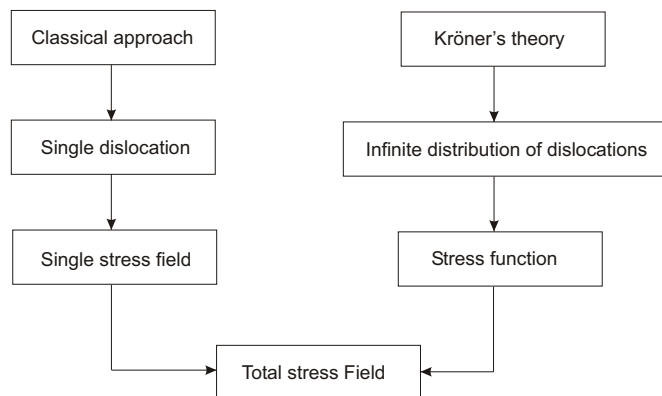 Classical approach
Kröner's theory
Single dislocation
Infinite distribution of dislocations
Single stress field
Stress function
Total stress Field